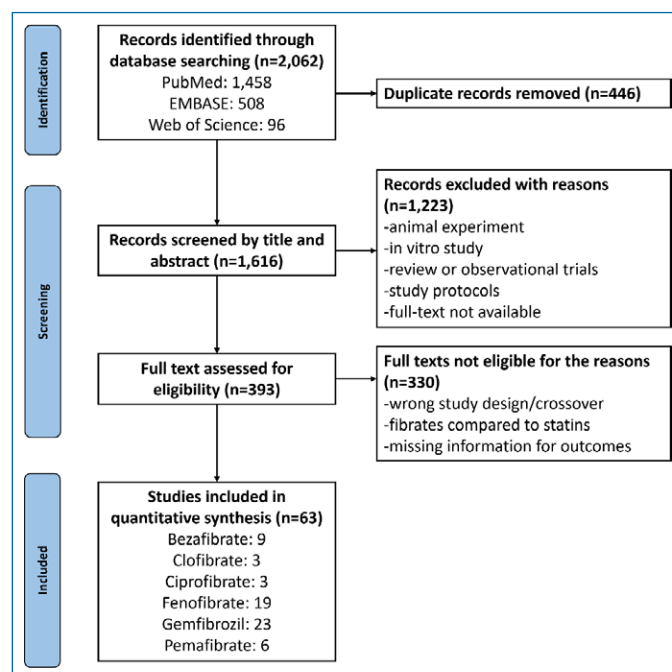 Identification
Records identified through
database searching (n=2,062)
PubMed: 1,458
EMBASE: 508
Web of Science: 96
Duplicate records removed (n=446)
Screening
Records screened by title and
abstract (n=1,616)
Records excluded with reasons
(n=1,223)
-animal experiment
-in vitro study
-review or observational trials
-study protocols
-full-text not available
Full text assessed for
eligibility (n=393)
Full texts not eligible for the reasons
(n=330)
-wrong study design/crossover
-fibrates compared to statins
-missing information for outcomes
Included
Studies included in
quantitative synthesis (n=63)
Bezafibrate: 9
Clofibrate: 3
Ciprofibrate: 3
Fenofibrate: 19
Gemfibrozil: 23
Pemafibrate: 6